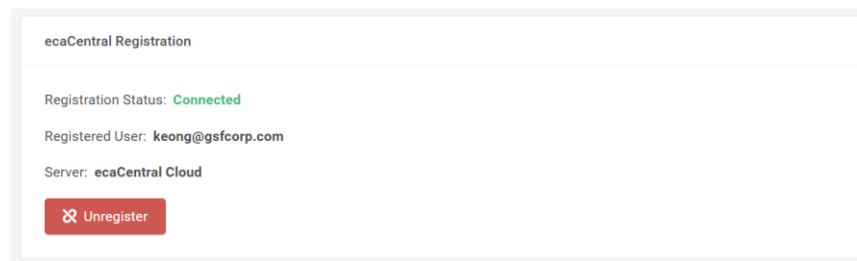 ecaCentral Registration
Registration Status: Connected
Registered User: keong@gsfcorp.com
Server: ecaCentral Cloud
Unregister